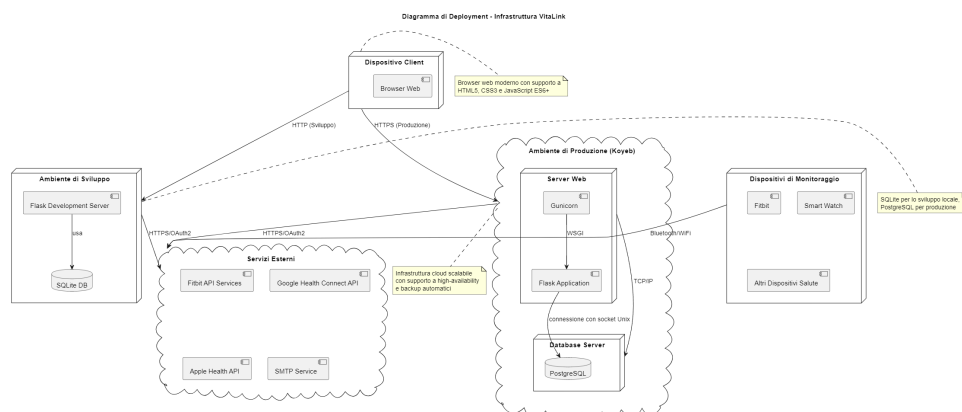 Diagramma di Deployment - Infrastruttura VitaLink
Dispositivo Client
Browser Web
Browser web moderno con supporto a
HTML5, CSS3 e JavaScript ES6+
HTTP (Sviluppo)
HTTPS (Produzione)
Ambiente di Sviluppo
Flask Development Server
usa
SQLite DB
HTTPS/OAuth2
HTTPS/OAuth2
Servizi Esterni
Fitbit API Services
Google Health Connect API
Apple Health API
SMTP Service
Infrastruttura cloud scalabile
con supporto a high-availability
e backup automatici
Ambiente di Produzione (Koyeb)
Server Web
Gunicorn
WSGI
Flask Application
connessione con socket Unix
TCP/IP
Database Server
PostgreSQL
Bluetooth/WiFi
Dispositivi di Monitoraggio
Fitbit
Smart Watch
Altri Dispositivi Salute
SQLite per lo sviluppo locale,
PostgreSQL per produzione